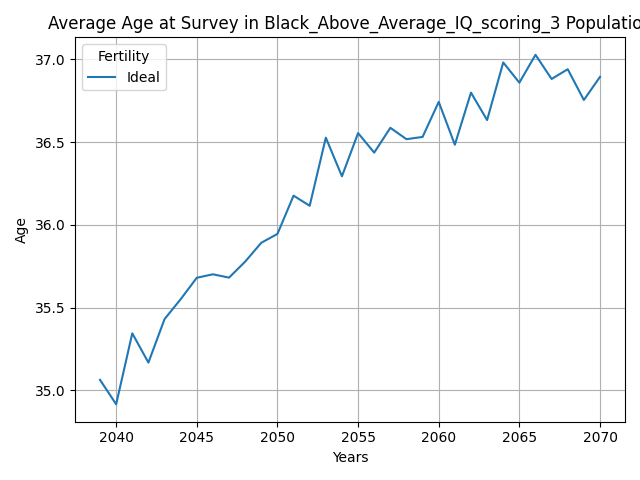 Average Age at Survey in Black_Above_Average_IQ_scoring_3 Populatio
Fertility
Ideal
Age
37.0
36.5
36.0
35.5
35.0
2040 2045 2050 2055 2060 2065 2070
Years